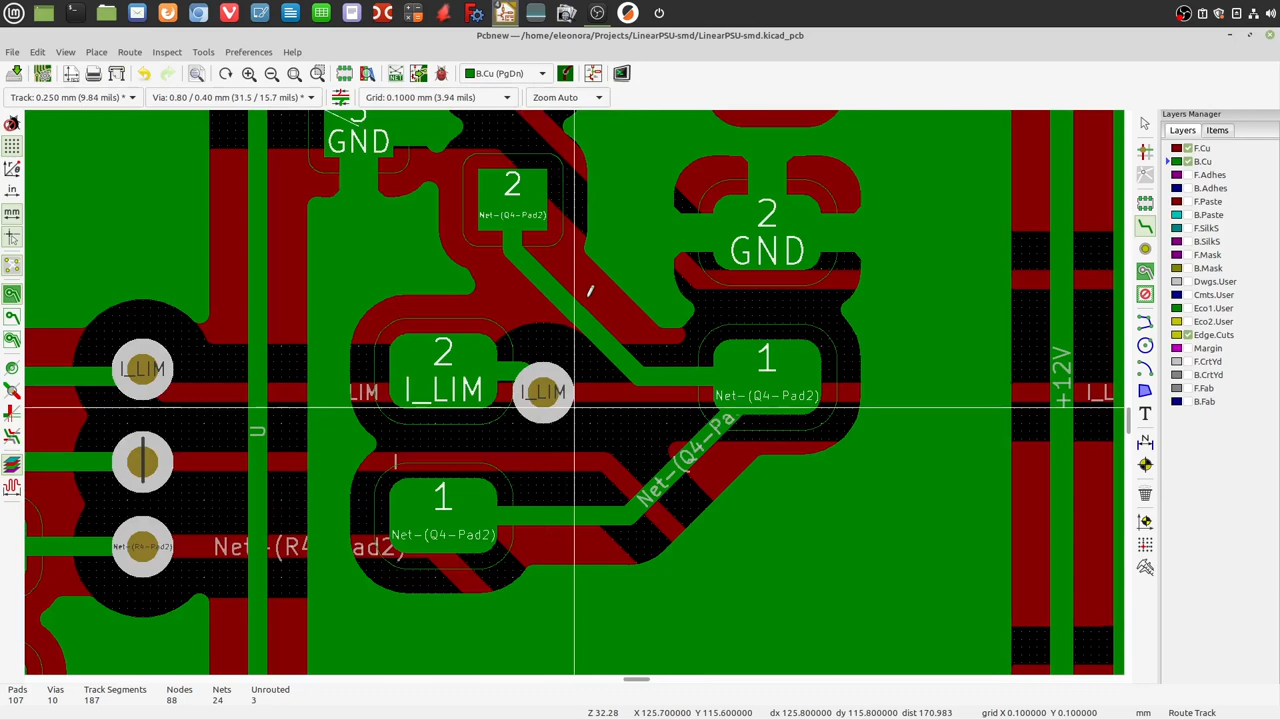 Pcbnew — /home/eleonora/Projects/LinearPSU-smd/LinearPSU-smd.kicad_pcb
File Edit View Place Route Inspect Tools Preferences Help
B.Cu (PgDn)
Track: 0.250 mm (9.84 mils) * Via: 0.80 / 0.40 mm (31.5 / 15.7 mils) * Grid: 0.1000 mm (3.94 mils) Zoom Auto
Layers Manager
Layers Items
F.Cu
B.Cu
F.Adhes
B.Adhes
F.Paste
B.Paste
F.SilkS
B.SilkS
F.Mask
B.Mask
Dwgs.User
Cmts.User
Eco1.User
Eco2.User
Edge.Cuts
Margin
F.CrtYd
B.CrtYd
F.Fab
B.Fab
in
mm
GND
2
Net-(Q4-Pad2)
2
GND
I_LIM
2
I_LIM
I_LIM
1
Net-(Q4-Pad2)
+12V
I_L
LIM
Net-(Q4-Pa
1
Net-(Q4-Pad2)
Net-(R4-Pad2)
Net-(R4-Pad2)
Pads Vias Track Segments Nodes Nets Unrouted
107 10 187 88 24 3
Z 32.28 X 125.700000 Y 115.600000 dx 125.800000 dy 115.800000 dist 170.983 grid X 0.100000 Y 0.100000 mm Route Track